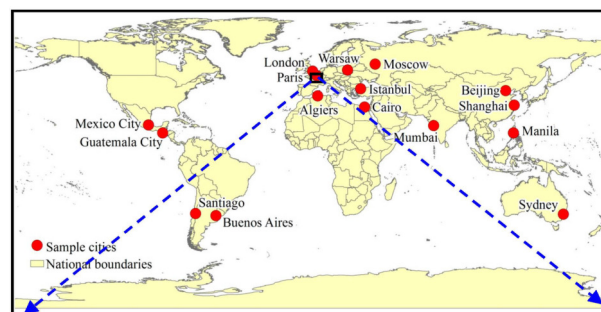 London
Warsaw
Moscow
Paris
Istanbul
Beijing
Shanghai
Algiers
Cairo
Mexico City
Guatemala City
Mumbai
Manila
Santiago
Buenos Aires
Sydney
Sample cities
National boundaries